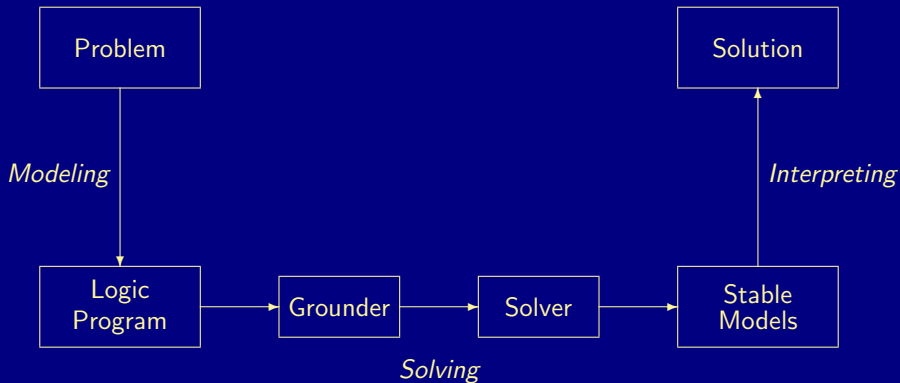 Problem
Solution
Modeling
Interpreting
Logic
Program
Grounder
Solver
Stable
Models
Solving